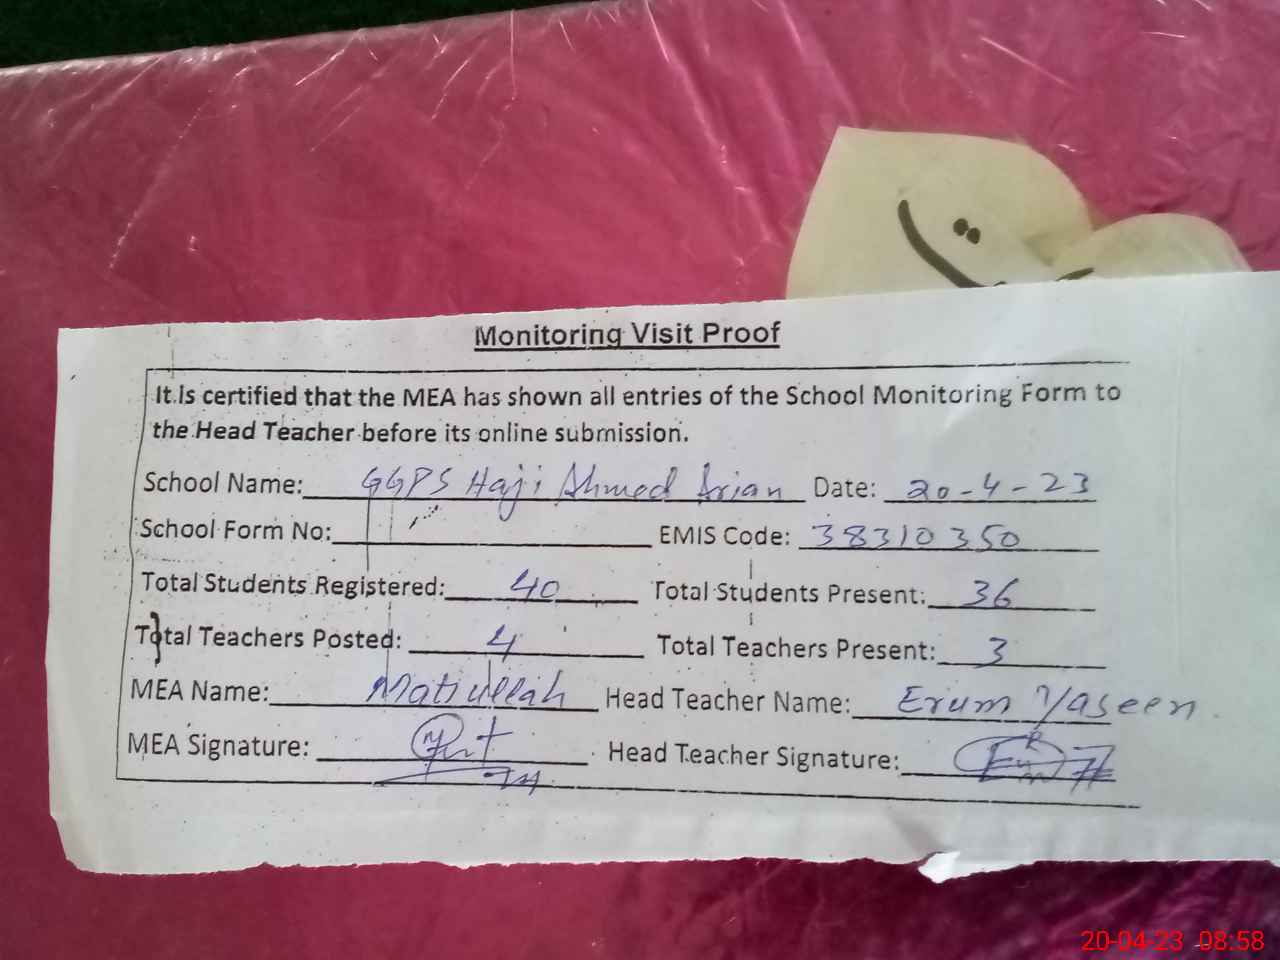 Monitoring Visit Proof
It Is certified that the MEA has shown all entries of the School Monitoring Form to
the Head Teacher before its online submission.
School Name: GGPS Haji Ahmed Arian Date: 20-4-23
School Form No: EMIS Code: 38310350
Total Students Registered: 40 Total Students Present: 36
Total Teachers Posted: 4 Total Teachers Present: 3
MEA Name: Matiullah Head Teacher Name: Erum Yaseen.
MEA Signature: Head Teacher Signature:
20-04-23 08:58